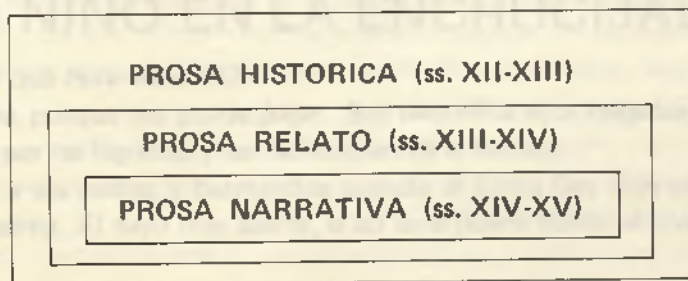 PROSA HISTORICA (ss. XII-XIII)
PROSA RELATO (ss. XIII-XIV)
PROSA NARRATIVA (ss. XIV-XV)